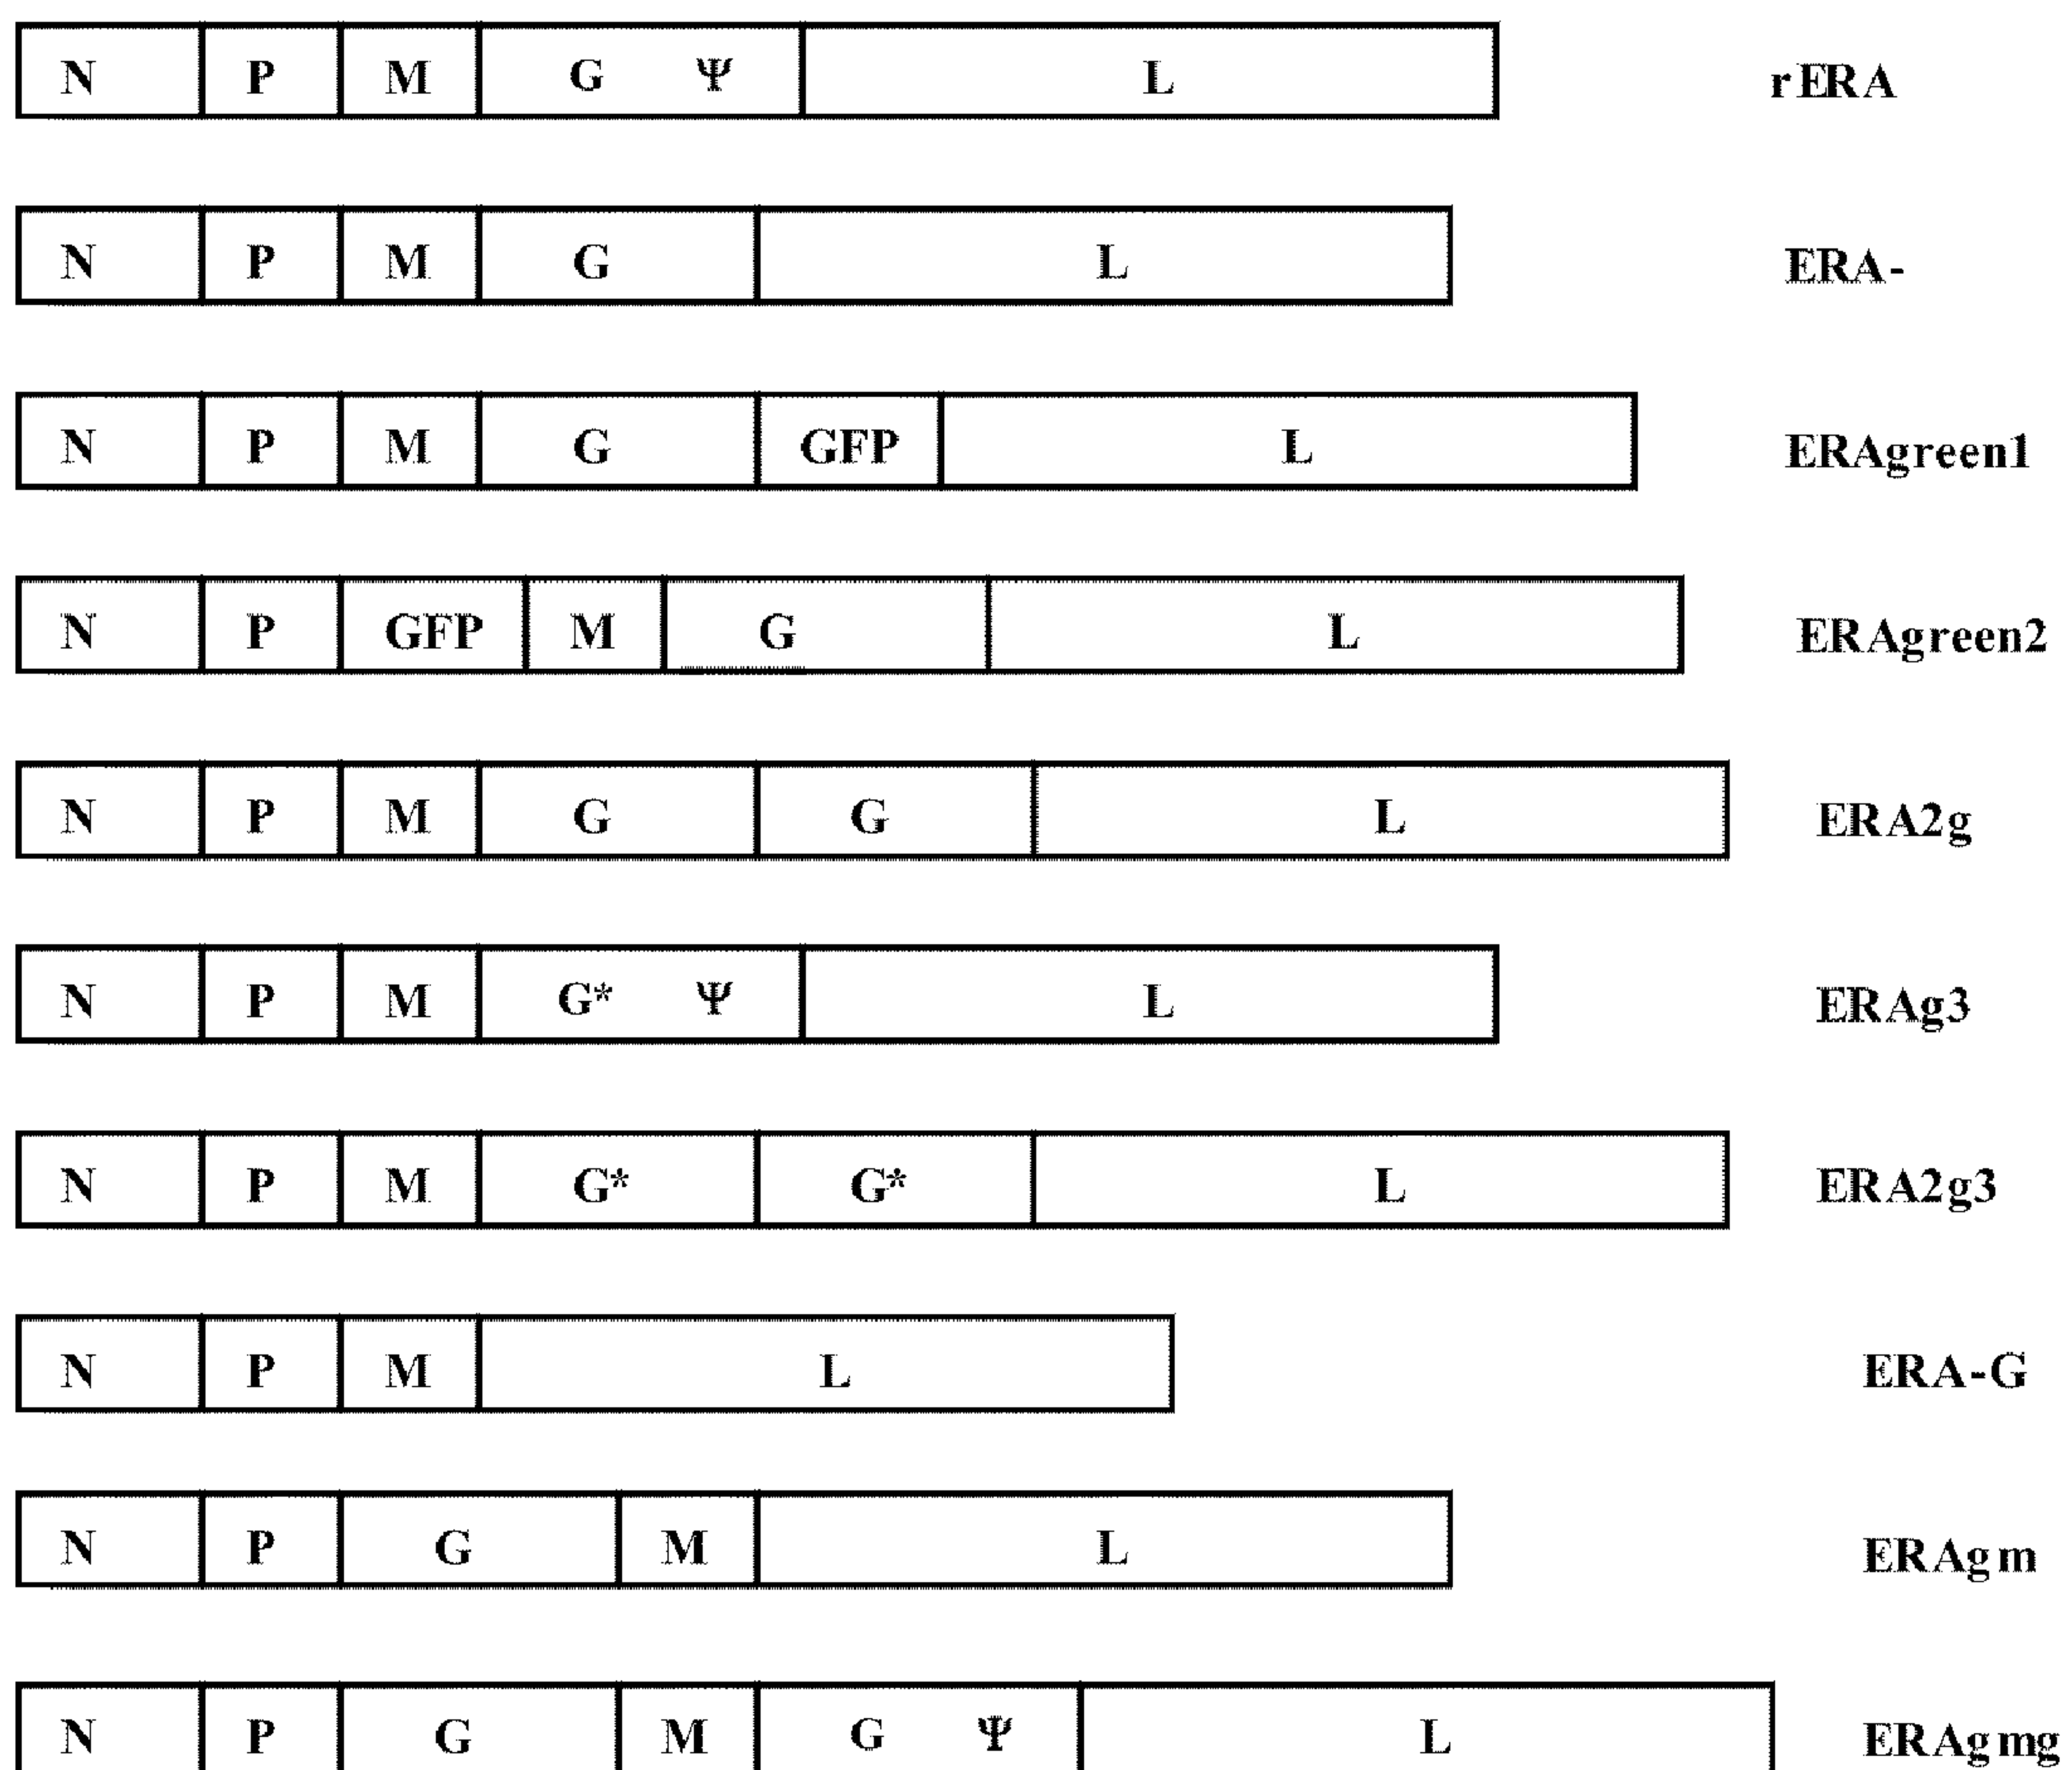 N P M G Ψ L rERA
N P M G L ERA-
N P M G GFP L ERAgreen1
N P GFP M G L ERAgreen2
N P M G G L ERA2g
N P M G* Ψ L ERAg3
N P M G* G* L ERA2g3
N P M L ERA-G
N P G M L ERAgm
N P G M G Ψ L ERAgmg